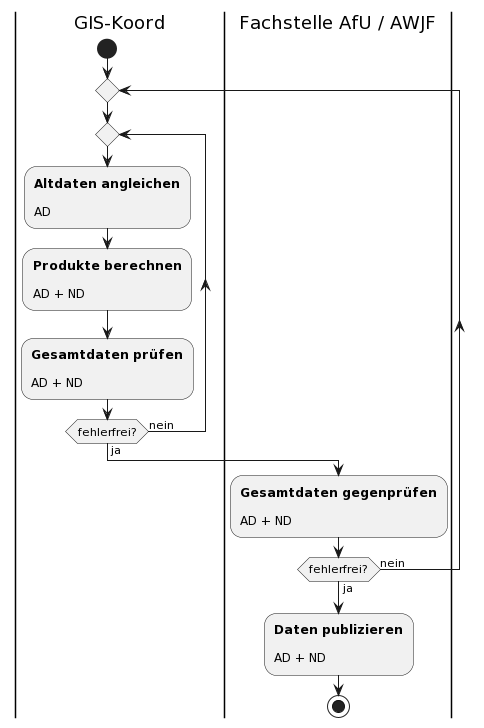 GIS-Koord
Fachstelle AfU / AWJF
Altdaten angleichen
AD
Produkte berechnen
AD + ND
Gesamtdaten prüfen
AD + ND
fehlerfrei?
nein
ja
Gesamtdaten gegenprüfen
AD + ND
fehlerfrei?
nein
ja
Daten publizieren
AD + ND